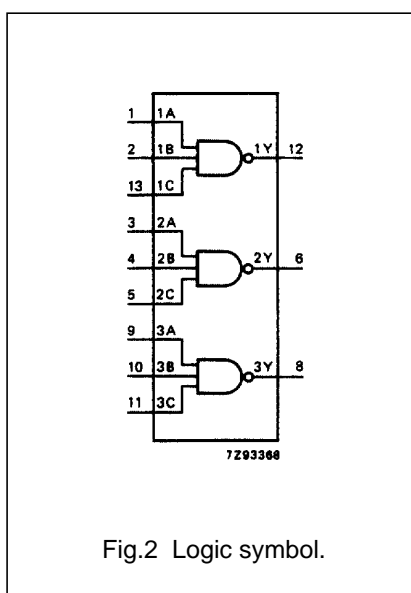 1 1A
2 1B 1Y 12
13 1C
3 2A
4 2B 2Y 6
5 2C
9 3A
10 3B 3Y 8
11 3C
7Z93368
Fig.2 Logic symbol.